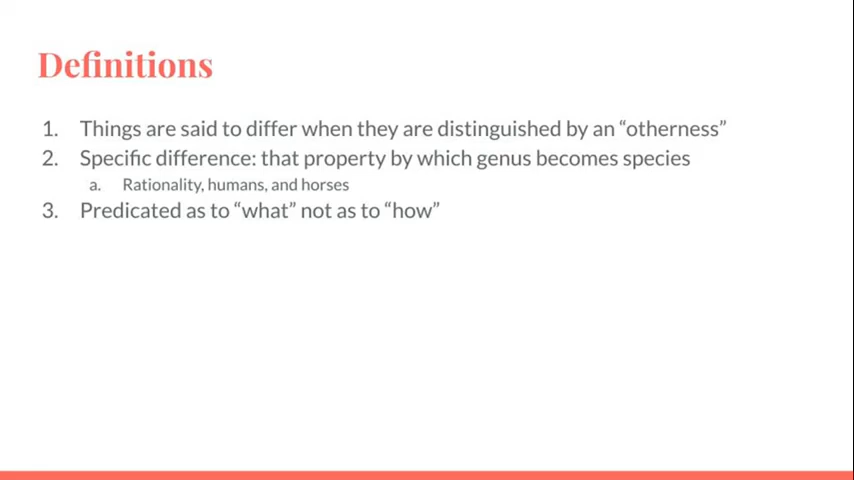 Definitions
1. Things are said to differ when they are distinguished by an “otherness”
2. Specific difference: that property by which genus becomes species
a. Rationality, humans, and horses
3. Predicated as to “what” not as to “how”